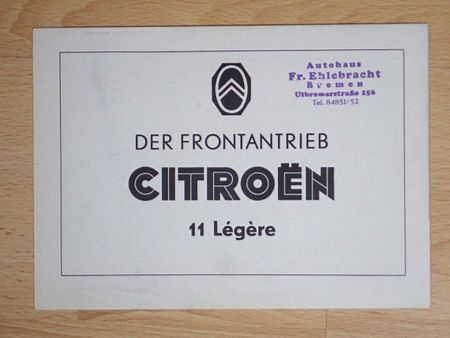 Autohaus
Fr. Ehlebracht
Bremen
Utbremerstraße 156
Tel. 84851/52
DER FRONTANTRIEB
CITROËN
11 Légère